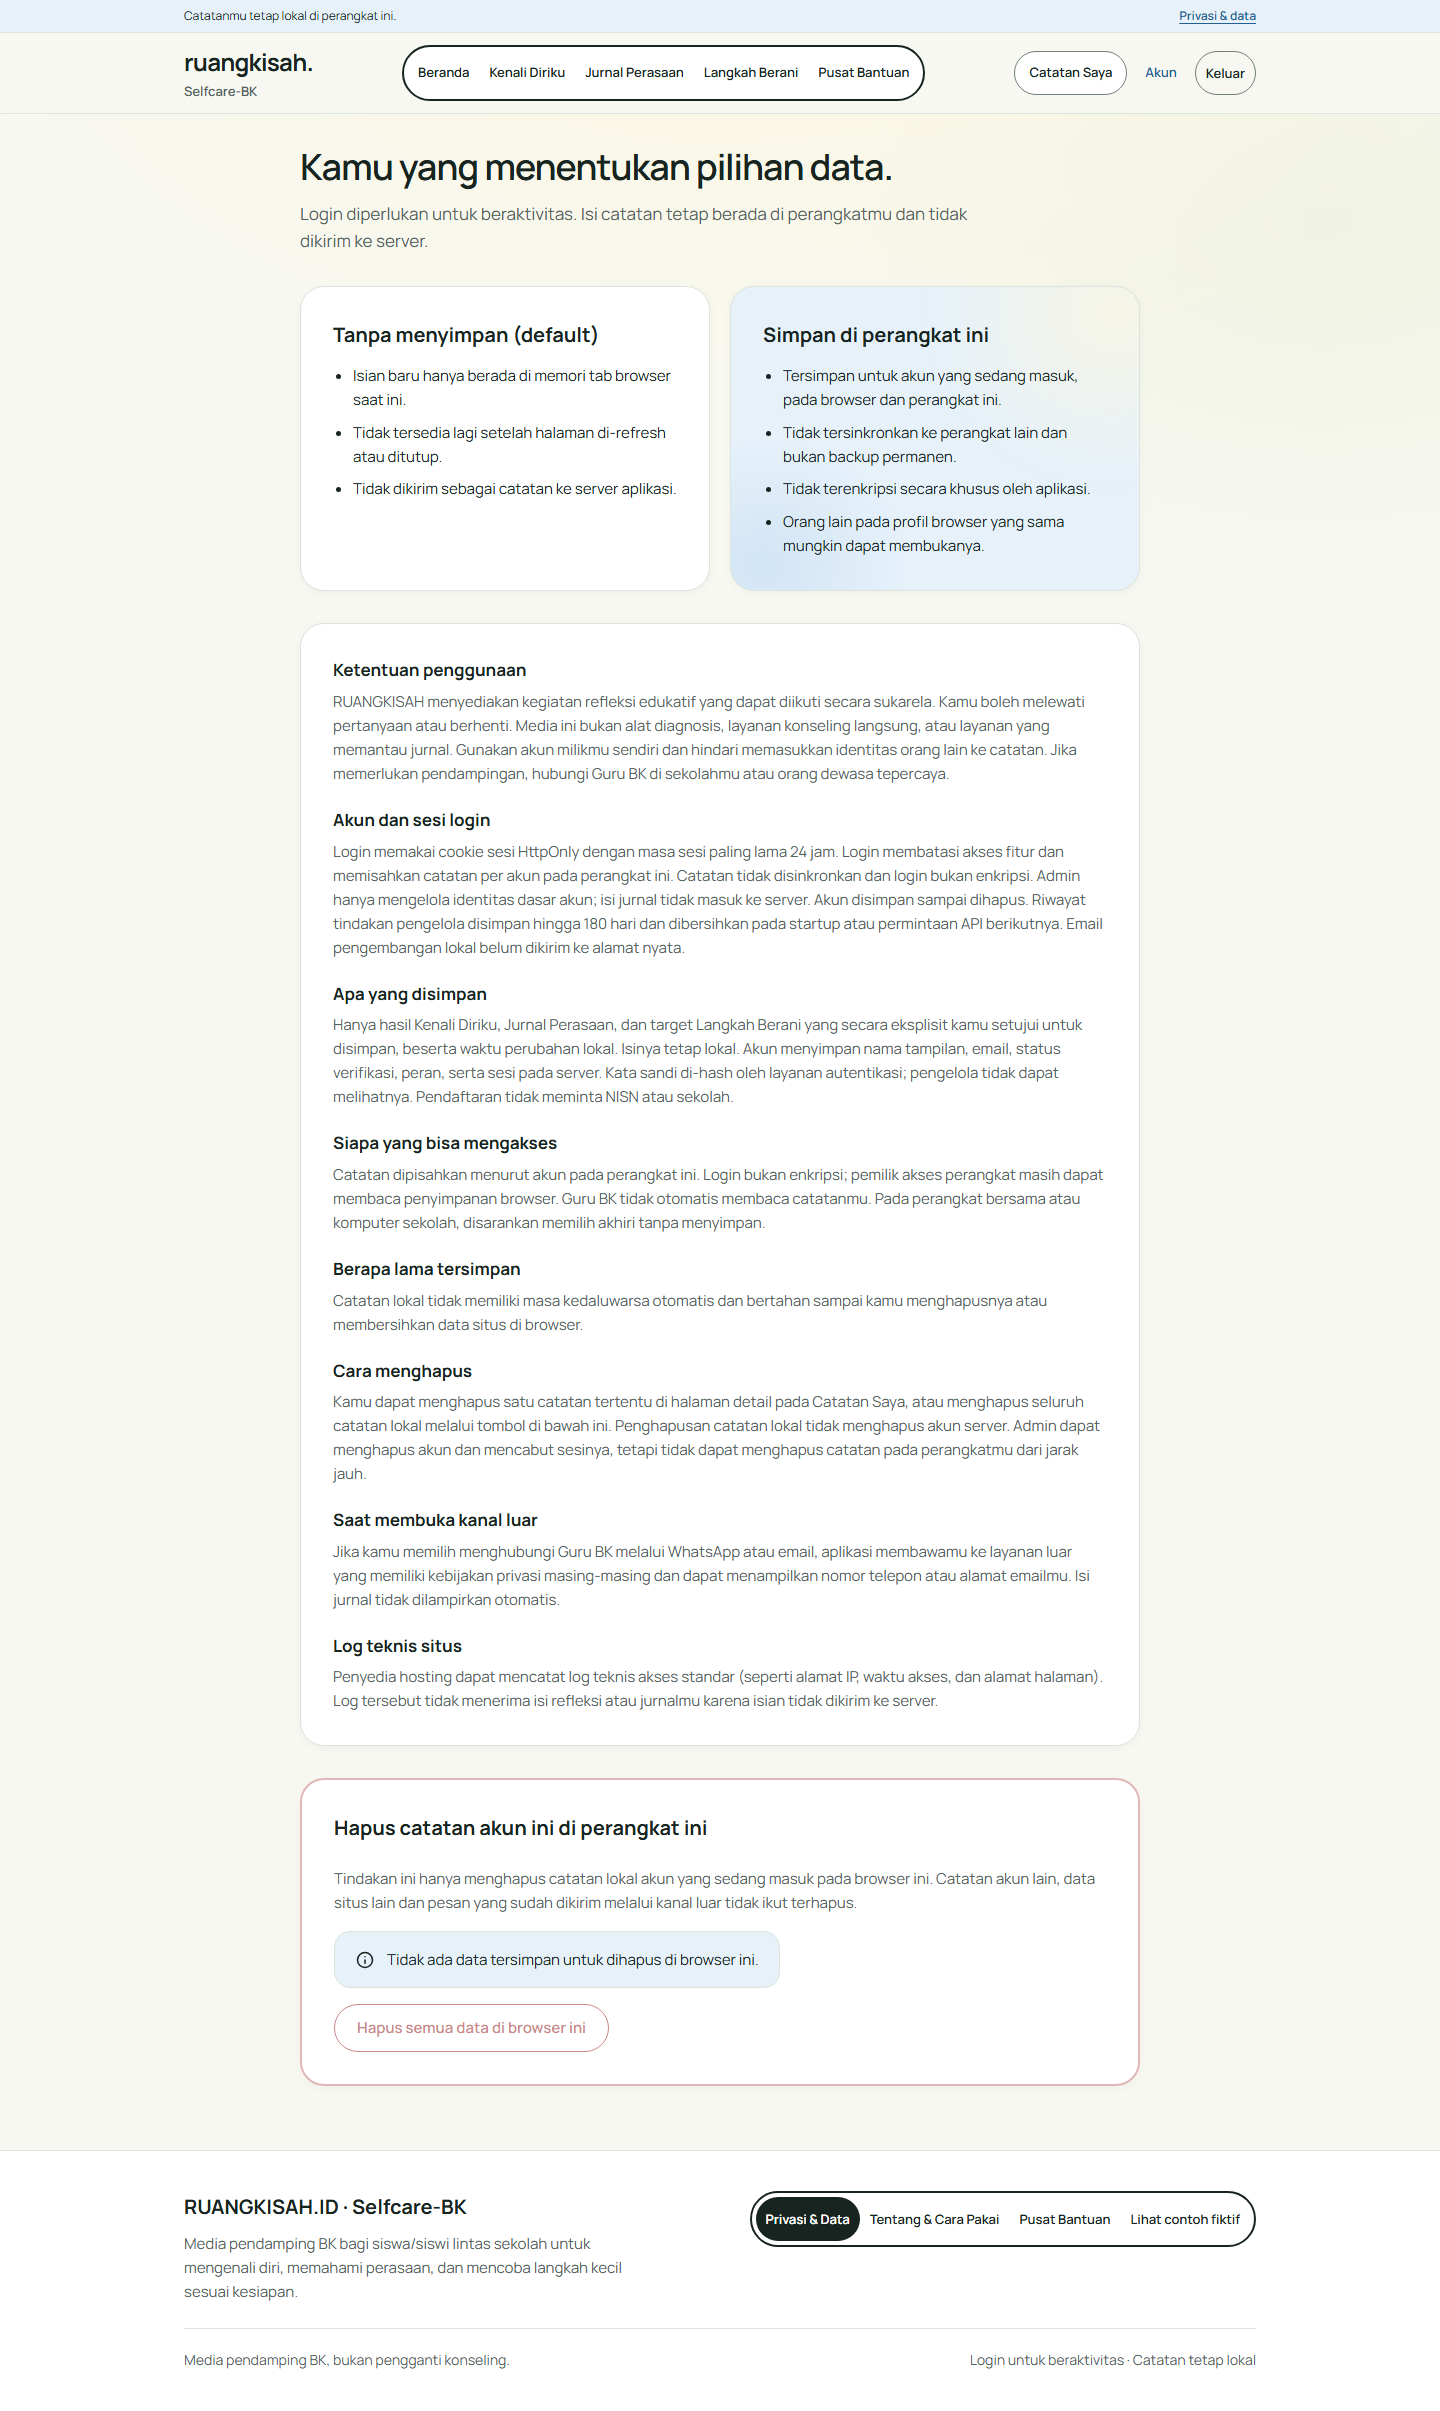 Catatanmu tetap lokal di perangkat ini.
Privasi & data
ruangkisah.
Selfcare-BK
Beranda
Kenali Diriku
Jurnal Perasaan
Langkah Berani
Pusat Bantuan
Catatan Saya
Akun
Keluar
Kamu yang menentukan pilihan data.
Login diperlukan untuk beraktivitas. Isi catatan tetap berada di perangkatmu dan tidak
dikirim ke server.
Tanpa menyimpan (default)
• Isian baru hanya berada di memori tab browser
saat ini.
• Tidak tersedia lagi setelah halaman di-refresh
atau ditutup.
• Tidak dikirim sebagai catatan ke server aplikasi.
Simpan di perangkat ini
• Tersimpan untuk akun yang sedang masuk,
pada browser dan perangkat ini.
• Tidak tersinkronkan ke perangkat lain dan
bukan backup permanen.
• Tidak terenkripsi secara khusus oleh aplikasi.
• Orang lain pada profil browser yang sama
mungkin dapat membukanya.
Ketentuan penggunaan
RUANGKISAH menyediakan kegiatan refleksi edukatif yang dapat diikuti secara sukarela. Kamu boleh melewati
pertanyaan atau berhenti. Media ini bukan alat diagnosis, layanan konseling langsung, atau layanan yang
memantau jurnal. Gunakan akun milikmu sendiri dan hindari memasukkan identitas orang lain ke catatan. Jika
memerlukan pendampingan, hubungi Guru BK di sekolahmu atau orang dewasa tepercaya.
Akun dan sesi login
Login memakai cookie sesi HttpOnly dengan masa sesi paling lama 24 jam. Login membatasi akses fitur dan
memisahkan catatan per akun pada perangkat ini. Catatan tidak disinkronkan dan login bukan enkripsi. Admin
hanya mengelola identitas dasar akun; isi jurnal tidak masuk ke server. Akun disimpan sampai dihapus. Riwayat
tindakan pengelola disimpan hingga 180 hari dan dibersihkan pada startup atau permintaan API berikutnya. Email
pengembangan lokal belum dikirim ke alamat nyata.
Apa yang disimpan
Hanya hasil Kenali Diriku, Jurnal Perasaan, dan target Langkah Berani yang secara eksplisit kamu setujui untuk
disimpan, beserta waktu perubahan lokal. Isinya tetap lokal. Akun menyimpan nama tampilan, email, status
verifikasi, peran, serta sesi pada server. Kata sandi di-hash oleh layanan autentikasi; pengelola tidak dapat
melihatnya. Pendaftaran tidak meminta NISN atau sekolah.
Siapa yang bisa mengakses
Catatan dipisahkan menurut akun pada perangkat ini. Login bukan enkripsi; pemilik akses perangkat masih dapat
membaca penyimpanan browser. Guru BK tidak otomatis membaca catatanmu. Pada perangkat bersama atau
komputer sekolah, disarankan memilih akhiri tanpa menyimpan.
Berapa lama tersimpan
Catatan lokal tidak memiliki masa kedaluwarsa otomatis dan bertahan sampai kamu menghapusnya atau
membersihkan data situs di browser.
Cara menghapus
Kamu dapat menghapus satu catatan tertentu di halaman detail pada Catatan Saya, atau menghapus seluruh
catatan lokal melalui tombol di bawah ini. Penghapusan catatan lokal tidak menghapus akun server. Admin dapat
menghapus akun dan mencabut sesinya, tetapi tidak dapat menghapus catatan pada perangkatmu dari jarak
jauh.
Saat membuka kanal luar
Jika kamu memilih menghubungi Guru BK melalui WhatsApp atau email, aplikasi membawamu ke layanan luar
yang memiliki kebijakan privasi masing-masing dan dapat menampilkan nomor telepon atau alamat emailmu. Isi
jurnal tidak dilampirkan otomatis.
Log teknis situs
Penyedia hosting dapat mencatat log teknis akses standar (seperti alamat IP, waktu akses, dan alamat halaman).
Log tersebut tidak menerima isi refleksi atau jurnalmu karena isian tidak dikirim ke server.
Hapus catatan akun ini di perangkat ini
Tindakan ini hanya menghapus catatan lokal akun yang sedang masuk pada browser ini. Catatan akun lain, data
situs lain dan pesan yang sudah dikirim melalui kanal luar tidak ikut terhapus.
Tidak ada data tersimpan untuk dihapus di browser ini.
Hapus semua data di browser ini
RUANGKISAH.ID · Selfcare-BK
Media pendamping BK bagi siswa/siswi lintas sekolah untuk
mengenali diri, memahami perasaan, dan mencoba langkah kecil
sesuai kesiapan.
Privasi & Data
Tentang & Cara Pakai
Pusat Bantuan
Lihat contoh fiktif
Media pendamping BK, bukan pengganti konseling.
Login untuk beraktivitas · Catatan tetap lokal